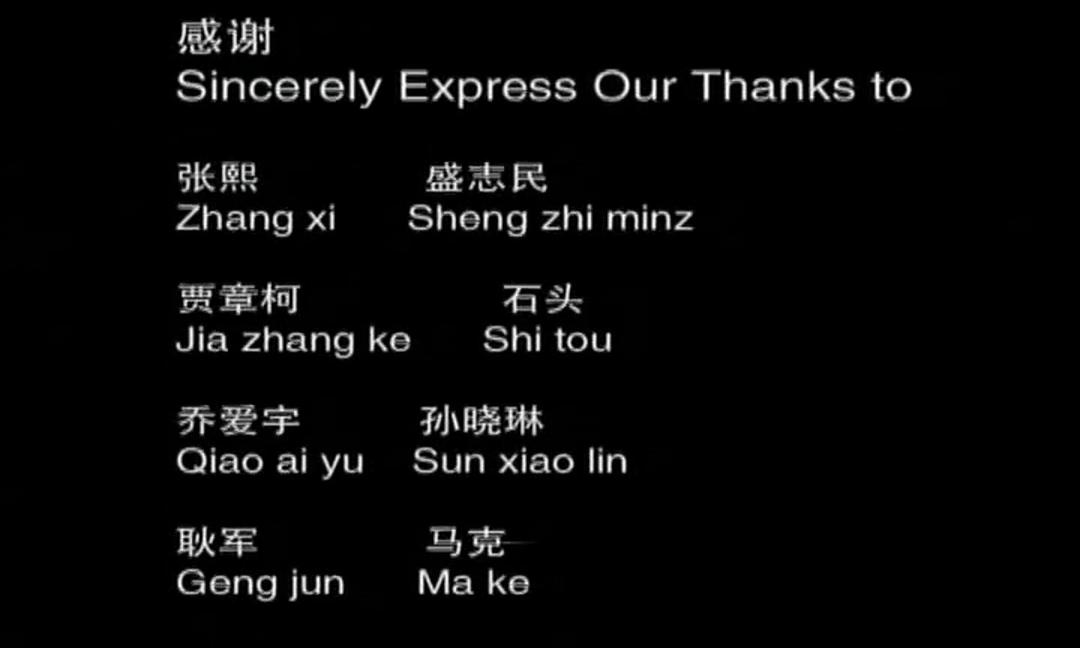 感谢
Sincerely Express Our Thanks to
张熙 盛志民
Zhang xi Sheng zhi minz
贾章柯 石头
Jia zhang ke Shi tou
乔爱宇 孙晓琳
Qiao ai yu Sun xiao lin
耿军 马克
Geng jun Ma ke